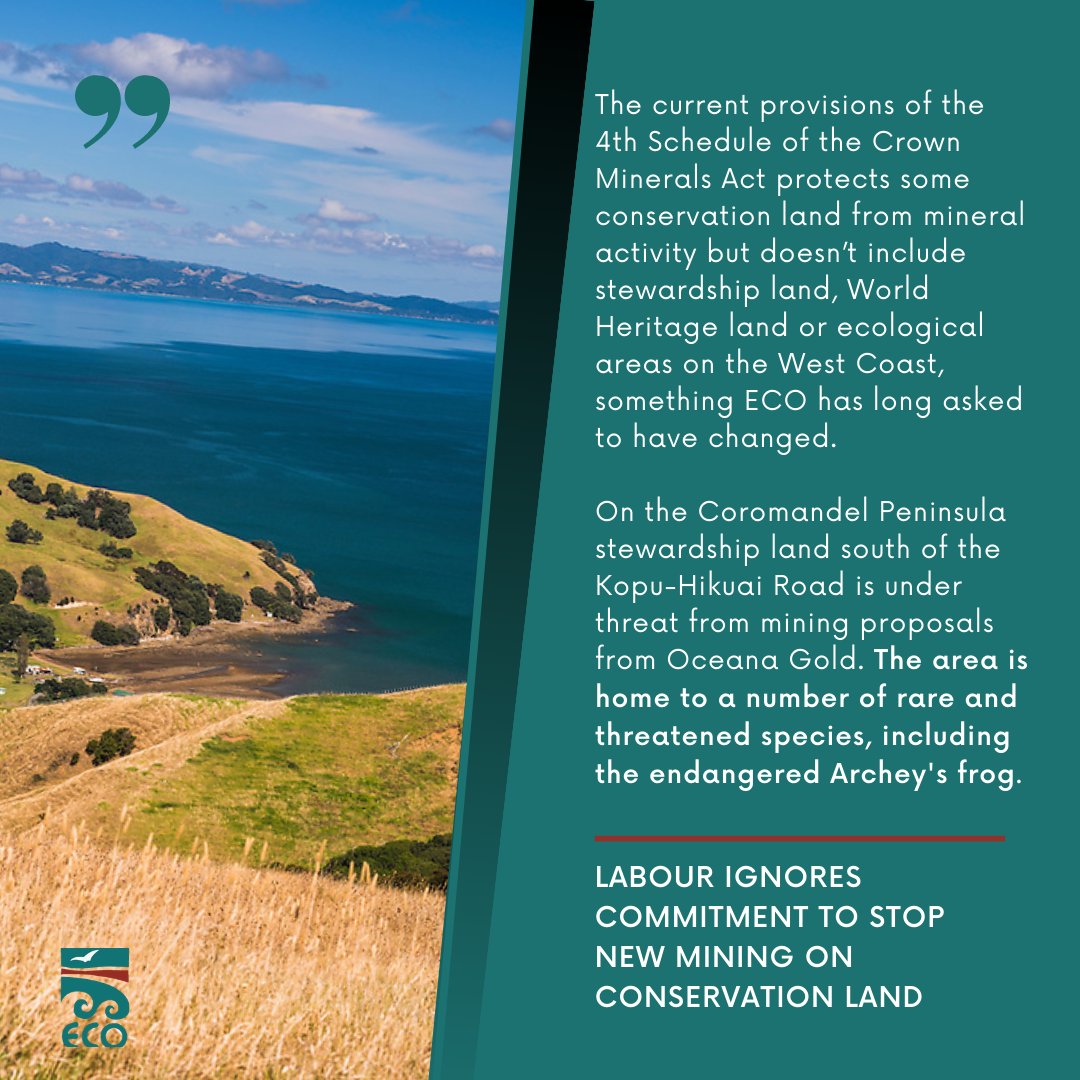 The current provisions of the
4th Schedule of the Crown
Minerals Act protects some
conservation land from mineral
activity but doesn’t include
stewardship land, World
Heritage land or ecological
areas on the West Coast,
something ECO has long asked
to have changed.
On the Coromandel Peninsula
stewardship land south of the
Kopu-Hikuai Road is under
threat from mining proposals
from Oceana Gold. The area is
home to a number of rare and
threatened species, including
the endangered Archey's frog.
LABOUR IGNORES
COMMITMENT TO STOP
NEW MINING ON
CONSERVATION LAND
ECO